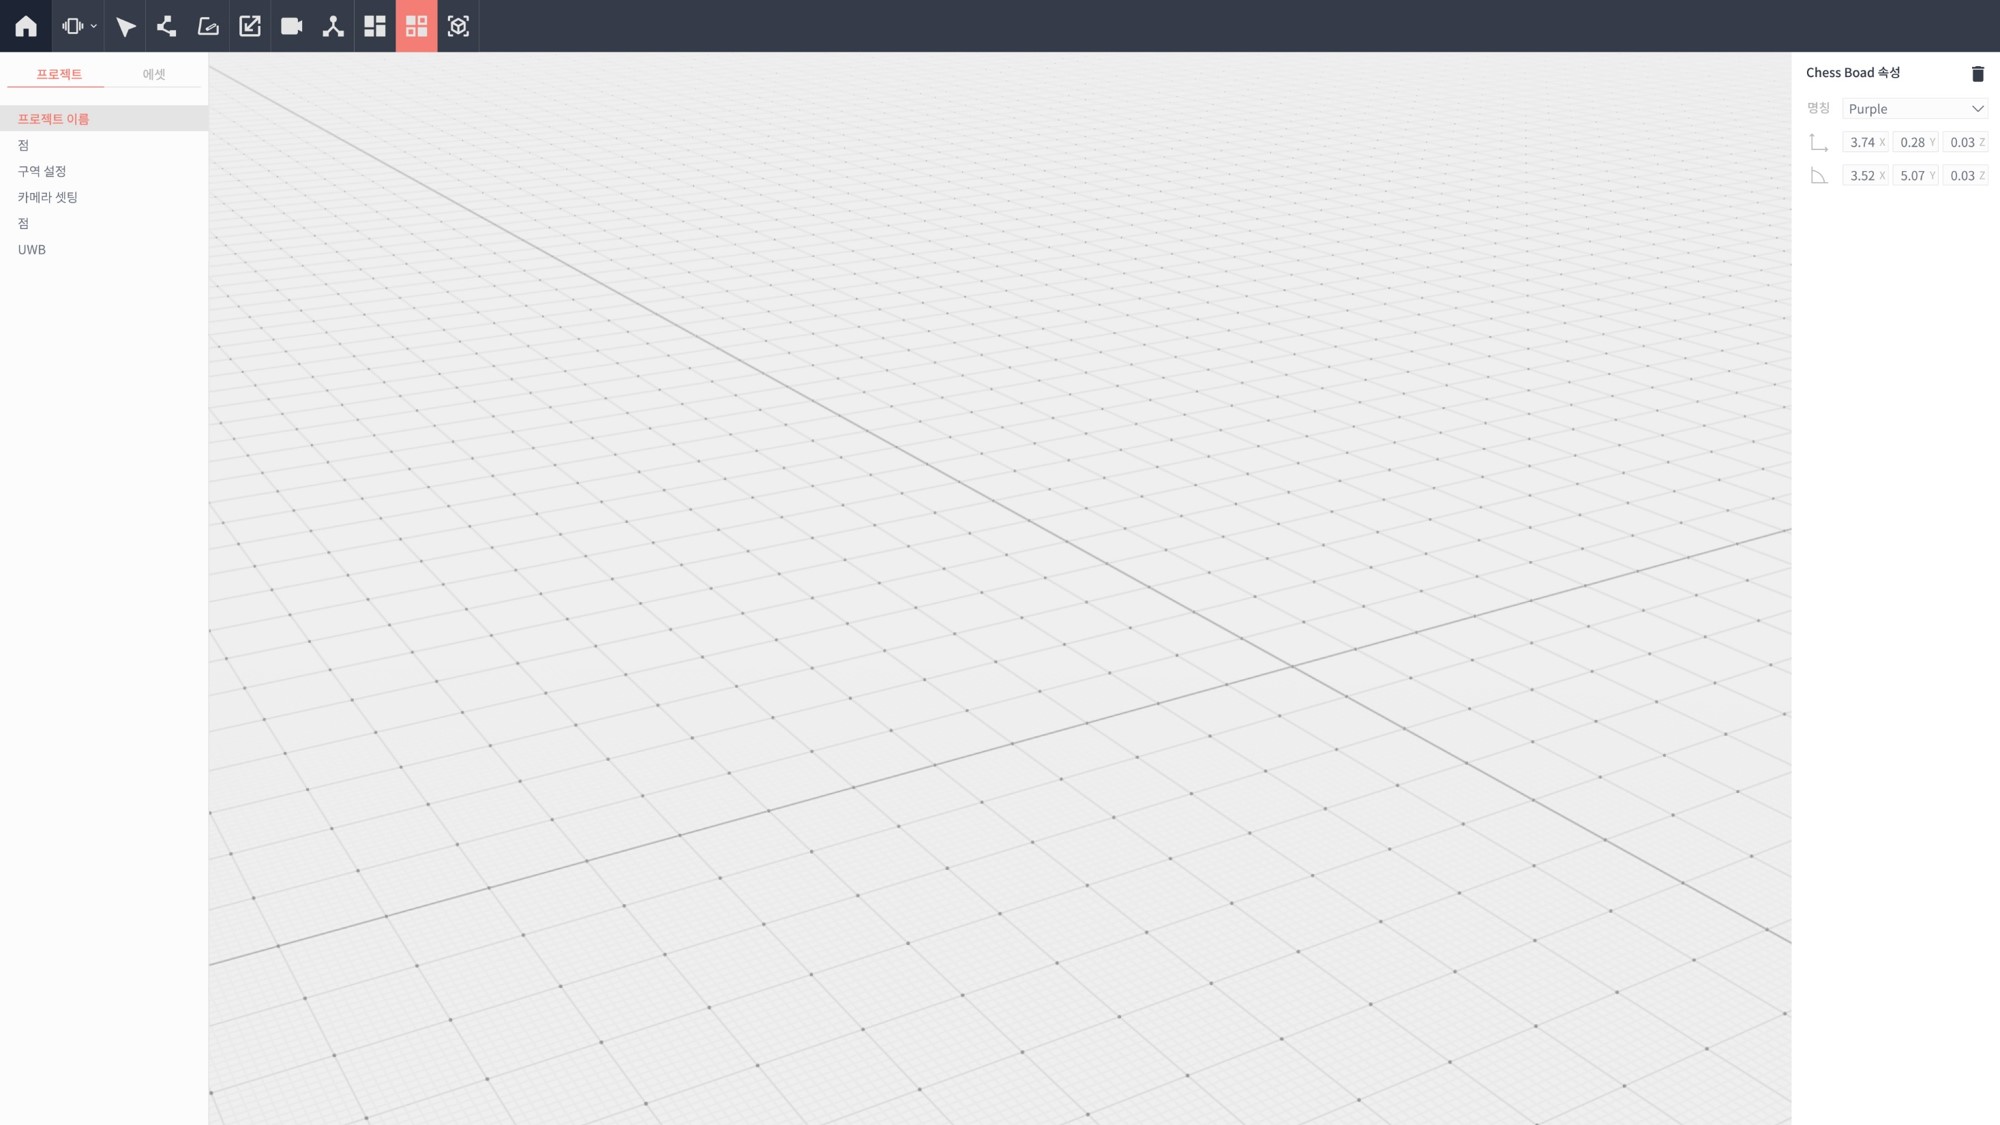 프로젝트 에셋
프로젝트 이름
점
구역 설정
카메라 셋팅
점
UWB
Chess Boad 속성
명칭 Purple
3.74 X 0.28 Y 0.03 Z
3.52 X 5.07 Y 0.03 Z